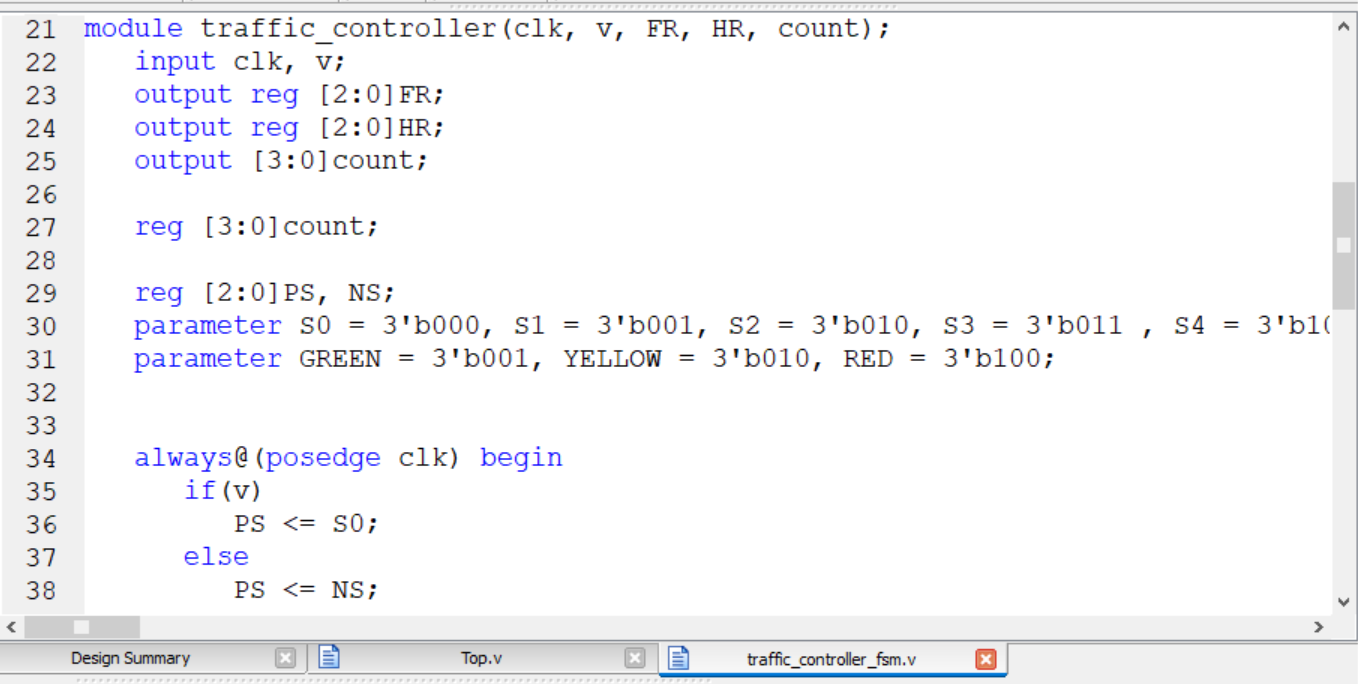 21 module traffic_controller(clk, v, FR, HR, count);
22 input clk, v;
23 output reg [2:0]FR;
24 output reg [2:0]HR;
25 output [3:0]count;
26
27 reg [3:0]count;
28
29 reg [2:0]PS, NS;
30 parameter S0 = 3'b000, S1 = 3'b001, S2 = 3'b010, S3 = 3'b011 , S4 = 3'b10
31 parameter GREEN = 3'b001, YELLOW = 3'b010, RED = 3'b100;
32
33
34 always@(posedge clk) begin
35 if(v)
36 PS <= S0;
37 else
38 PS <= NS;
Design Summary Top.v traffic_controller_fsm.v